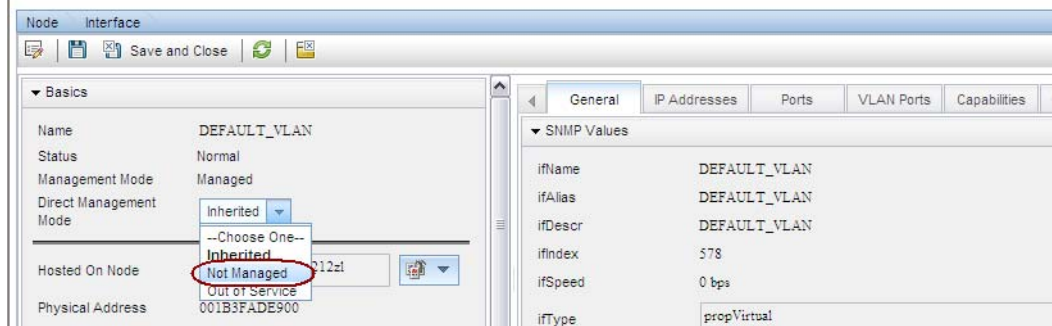 Node Interface
Save and Close
Basics
Name DEFAULT_VLAN
Status Normal
Management Mode Managed
Direct Management Mode Inherited
--Choose One--
Inherited
Not Managed
Out of Service
Hosted On Node 212zl
Physical Address 001B3FADE900
General IP Addresses Ports VLAN Ports Capabilities
SNMP Values
ifName DEFAULT_VLAN
ifAlias DEFAULT_VLAN
ifDescr DEFAULT_VLAN
ifIndex 578
ifSpeed 0 bps
ifType propVirtual